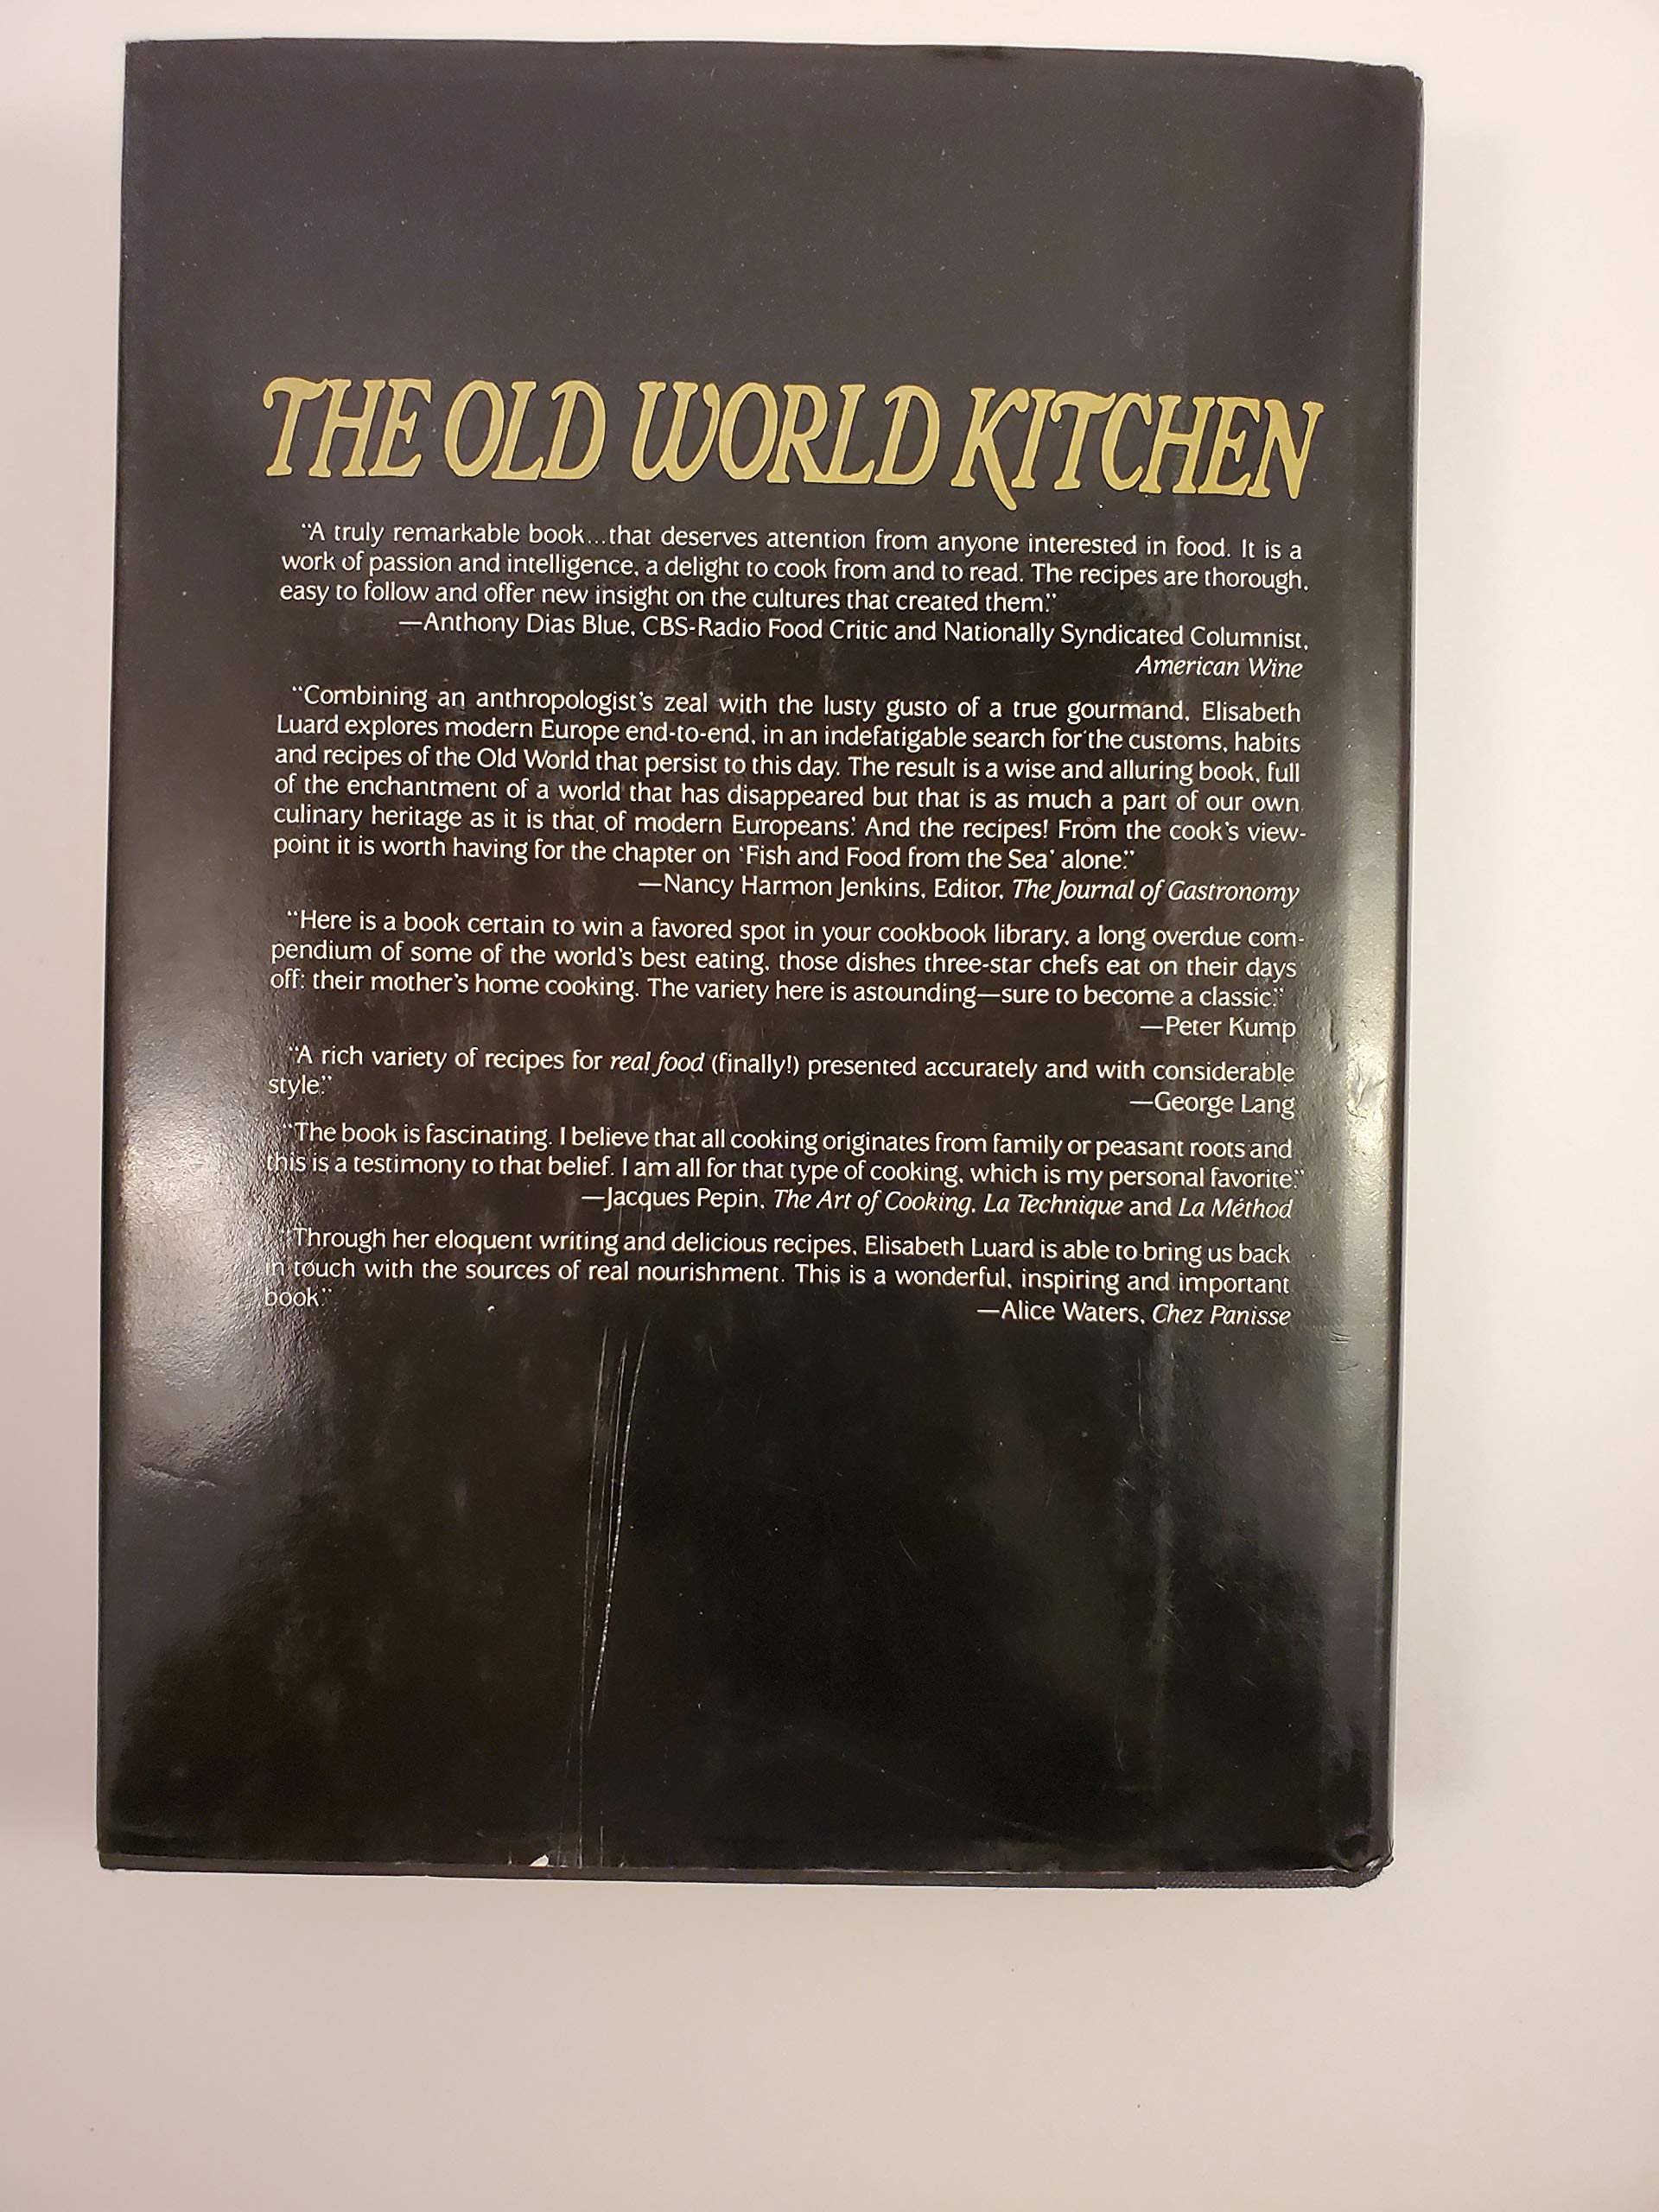 THE OLD WORLD KITCHEN
“A truly remarkable book...that deserves attention from anyone interested in food. It is a
work of passion and intelligence, a delight to cook from and to read. The recipes are thorough,
easy to follow and offer new insight on the cultures that created them.”
—Anthony Dias Blue, CBS-Radio Food Critic and Nationally Syndicated Columnist,
American Wine
“Combining an anthropologist's zeal with the lusty gusto of a true gourmand, Elisabeth
Luard explores modern Europe end-to-end, in an indefatigable search for the customs, habits
and recipes of the Old World that persist to this day. The result is a wise and alluring book, full
of the enchantment of a world that has disappeared but that is as much a part of our own
culinary heritage as it is that of modern Europeans. And the recipes! From the cook's view-
point it is worth having for the chapter on ‘Fish and Food from the Sea’ alone.”
—Nancy Harmon Jenkins, Editor, The Journal of Gastronomy
“Here is a book certain to win a favored spot in your cookbook library, a long overdue com-
pendium of some of the world's best eating, those dishes three-star chefs eat on their days
off: their mother's home cooking. The variety here is astounding—sure to become a classic.”
—Peter Kump
“A rich variety of recipes for real food (finally!) presented accurately and with considerable
style.”
—George Lang
“The book is fascinating. I believe that all cooking originates from family or peasant roots and
this is a testimony to that belief. I am all for that type of cooking, which is my personal favorite.”
—Jacques Pepin, The Art of Cooking, La Technique and La Méthod
“Through her eloquent writing and delicious recipes, Elisabeth Luard is able to bring us back
in touch with the sources of real nourishment. This is a wonderful, inspiring and important
book.”
—Alice Waters, Chez Panisse